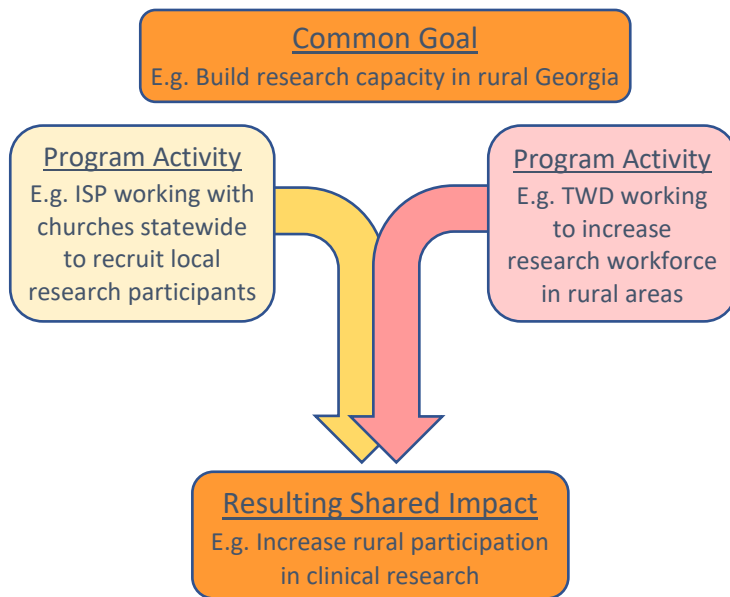 Common Goal
E.g. Build research capacity in rural Georgia
Program Activity
E.g. ISP working with
churches statewide
to recruit local
research participants
Program Activity
E.g. TWD working
to increase
research workforce
in rural areas
Resulting Shared Impact
E.g. Increase rural participation
in clinical research